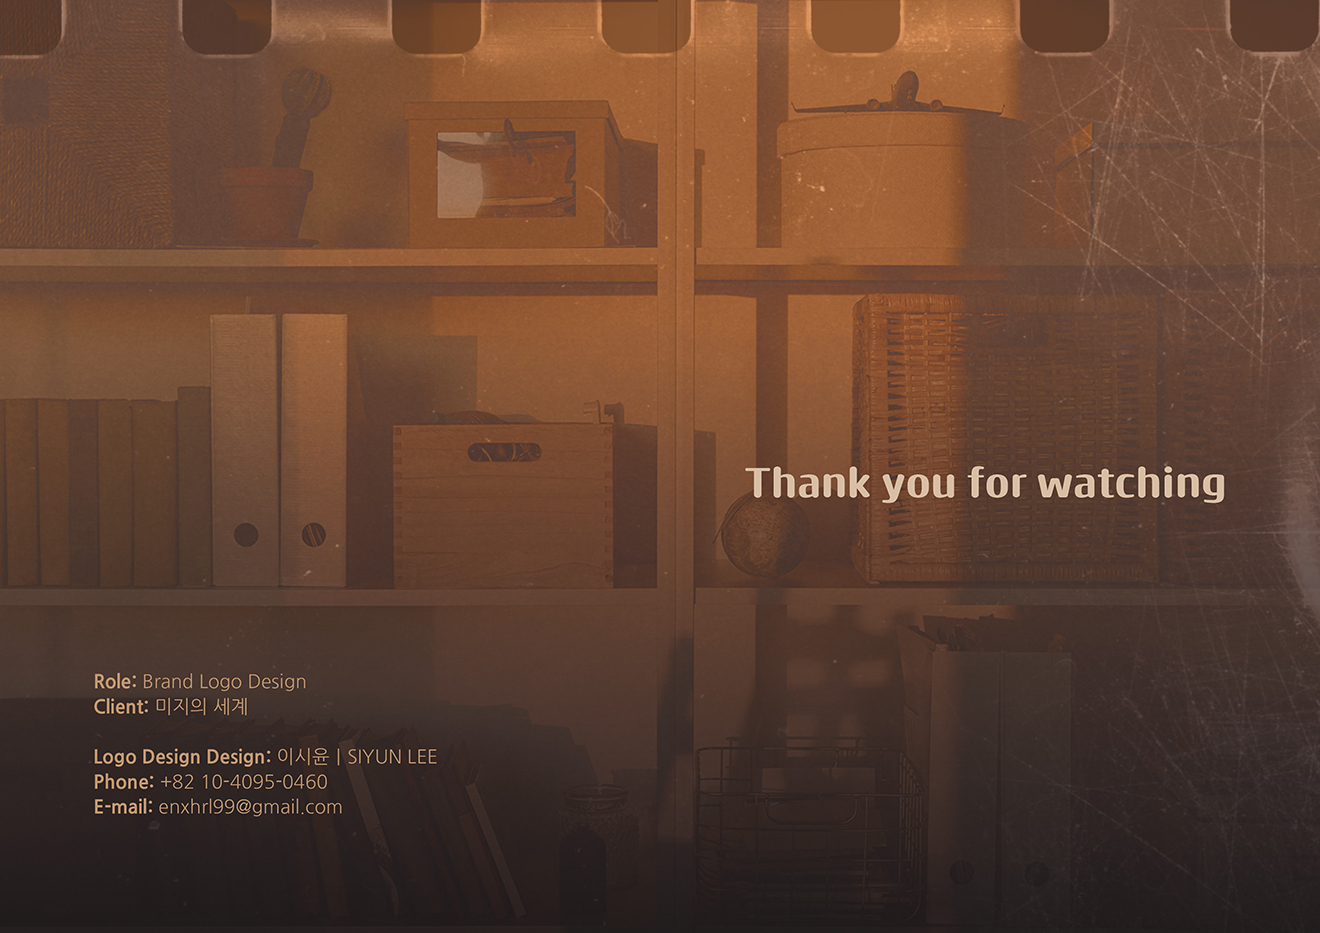 Thank you for watching
Role: Brand Logo Design
Client: 미지의 세계
Logo Design Design: 이시윤 | SIYUN LEE
Phone: +82 10-4095-0460
E-mail: enxhrl99@gmail.com